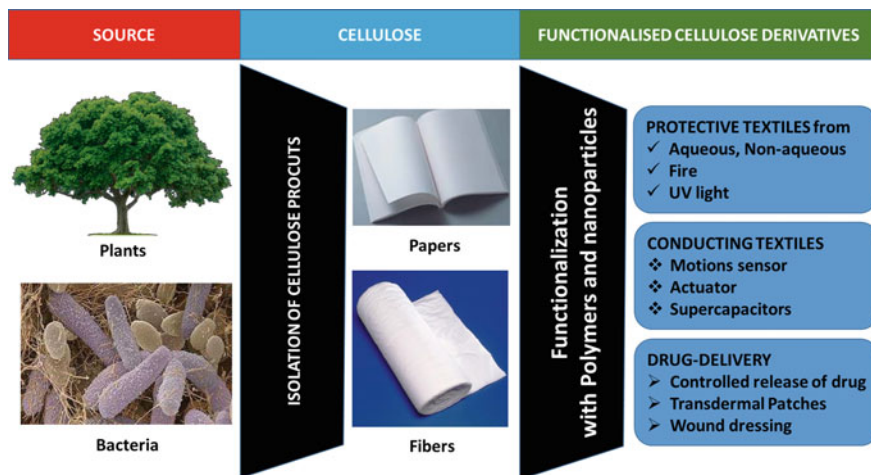 SOURCE
CELLULOSE
FUNCTIONALISED CELLULOSE DERIVATIVES
Plants
Bacteria
ISOLATION OF CELLULOSE PROCUTS
Papers
Fibers
Functionalization
with Polymers and nanoparticles
PROTECTIVE TEXTILES from
✓ Aqueous, Non-aqueous
✓ Fire
✓ UV light
CONDUCTING TEXTILES
❖ Motions sensor
❖ Actuator
❖ Supercapacitors
DRUG-DELIVERY
➢ Controlled release of drug
➢ Transdermal Patches
➢ Wound dressing